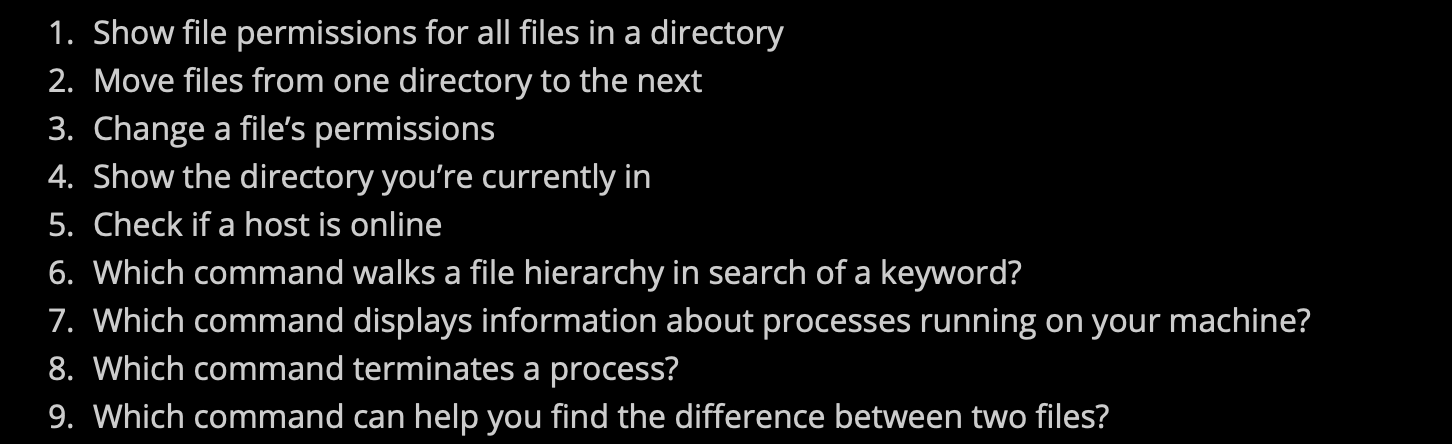 1. Show file permissions for all files in a directory
2. Move files from one directory to the next
3. Change a file’s permissions
4. Show the directory you’re currently in
5. Check if a host is online
6. Which command walks a file hierarchy in search of a keyword?
7. Which command displays information about processes running on your machine?
8. Which command terminates a process?
9. Which command can help you find the difference between two files?